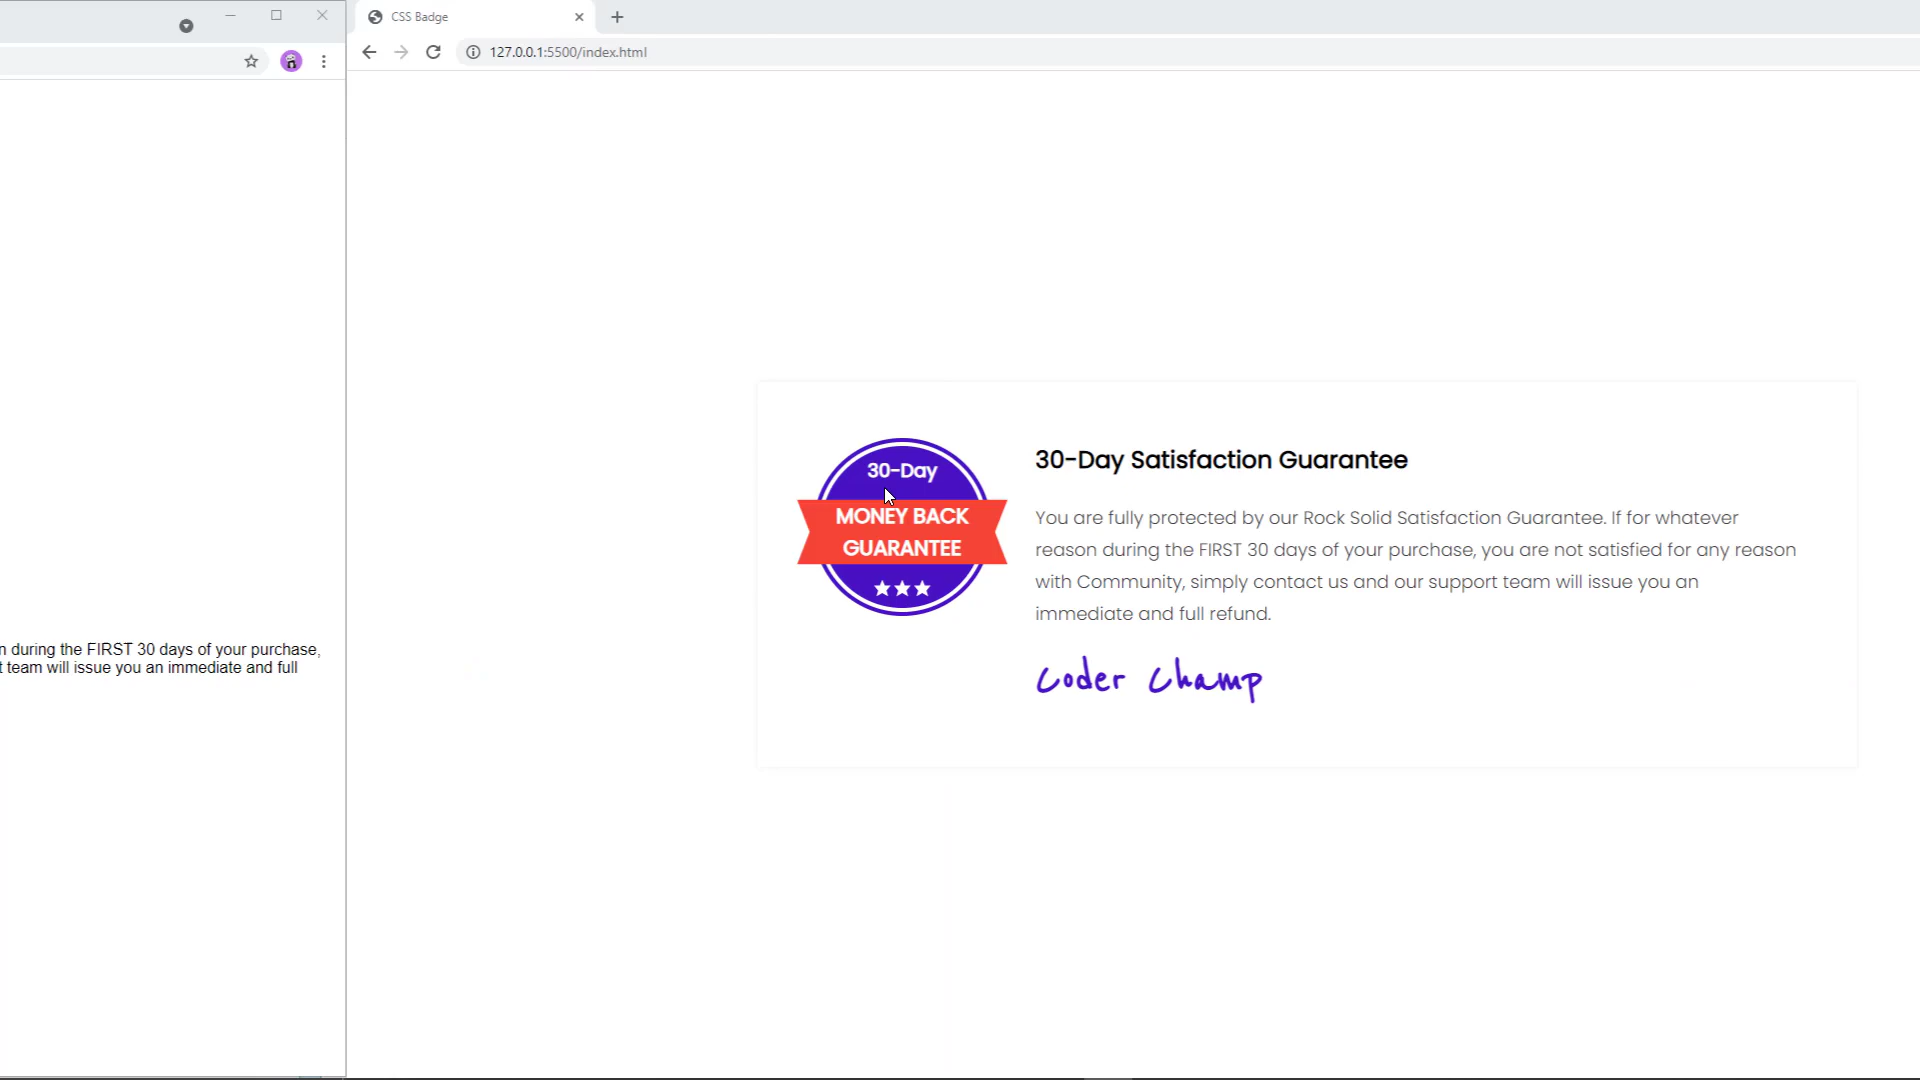 CSS Badge
127.0.0.1:5500/index.html
30-Day
MONEY BACK
GUARANTEE
30-Day Satisfaction Guarantee
You are fully protected by our Rock Solid Satisfaction Guarantee. If for whatever
reason during the FIRST 30 days of your purchase, you are not satisfied for any reason
with Community, simply contact us and our support team will issue you an
immediate and full refund.
Coder Champ
n during the FIRST 30 days of your purchase,
t team will issue you an immediate and full